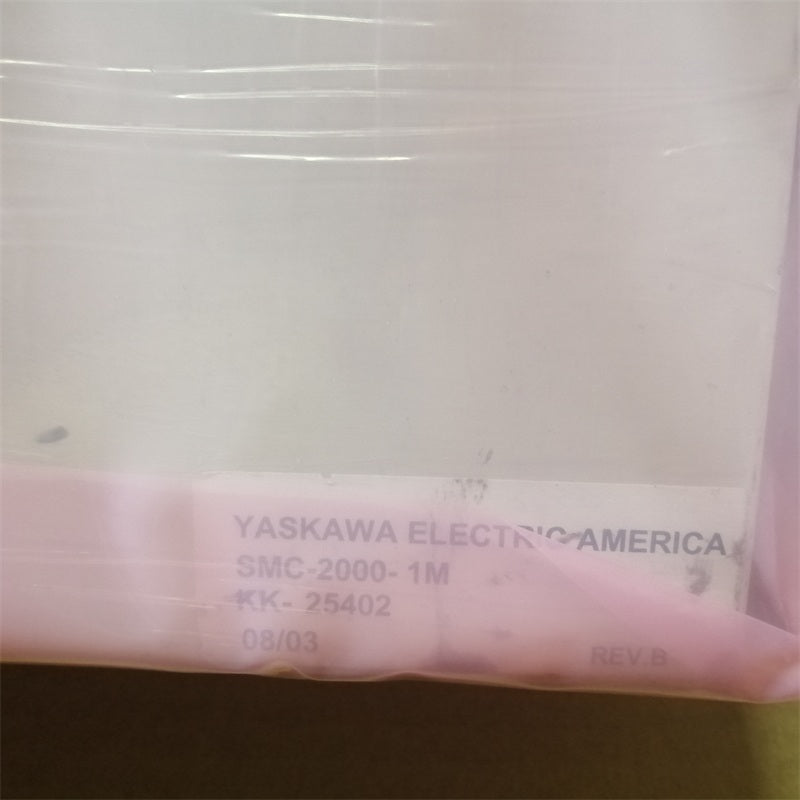 YASKAWA ELECTRIC AMERICA
SMC-2000- 1M
KK- 25402
08/03
REV.B